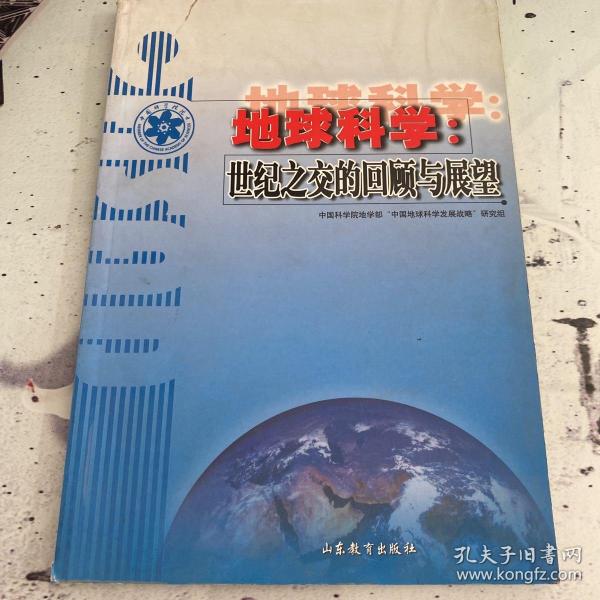 地球科学:
地球科学:
世纪之交的回顾与展望
中国科学院地学部“中国地球科学发展战略”研究组
山东教育出版社
孔夫子旧书网
www.kongfz.com